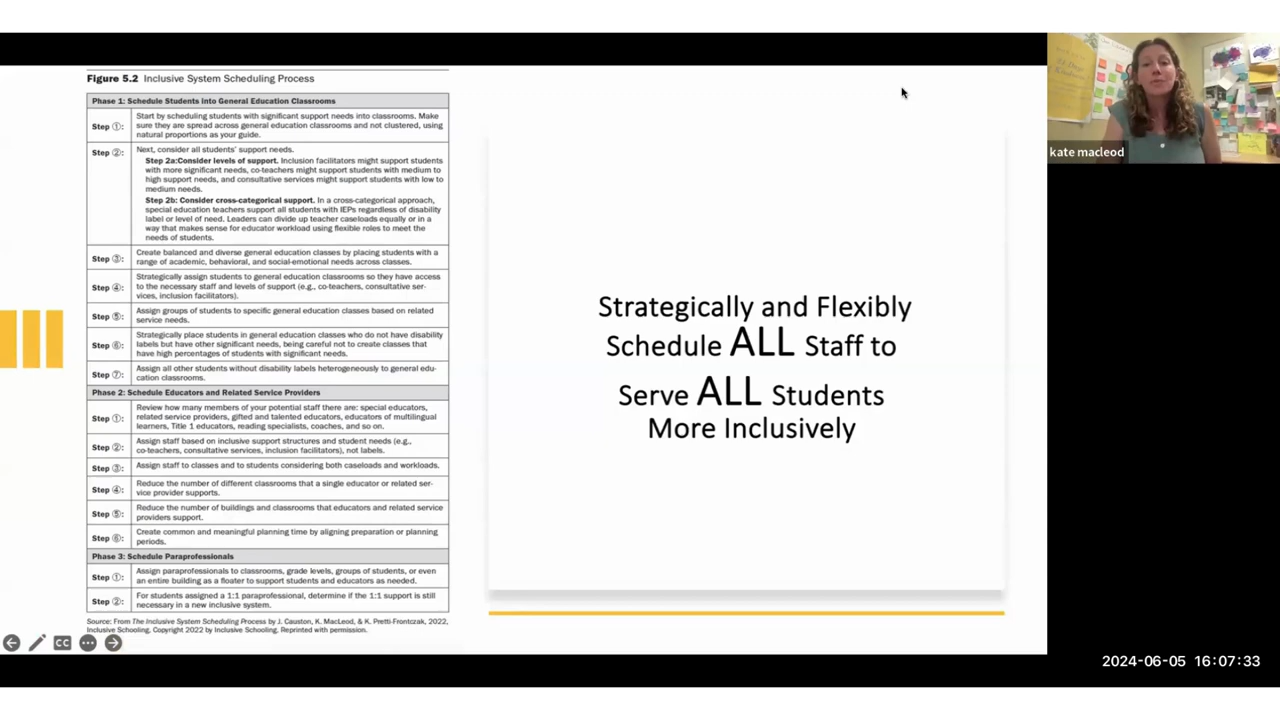 Figure 5.2 Inclusive System Scheduling Process
Phase 1: Schedule Students into General Education Classrooms
Step ①:
Start by scheduling students with significant support needs into classrooms. Make
sure they are spread across general education classrooms and not clustered, using
natural proportions as your guide.
Step ②:
Next, consider all students’ support needs.
Step 2a:Consider levels of support. Inclusion facilitators might support students
with more significant needs, co-teachers might support students with medium to
high support needs, and consultative services might support students with low to
medium needs.
Step 2b: Consider cross-categorical support. In a cross-categorical approach,
special education teachers support all students with IEPs regardless of disability
label or level of need. Leaders can divide up teacher caseloads equally or in a
way that makes sense for educator workload using flexible roles to meet the
needs of students.
Step ③:
Create balanced and diverse general education classes by placing students with a
range of academic, behavioral, and social-emotional needs across classes.
Step ④:
Strategically assign students to general education classrooms so they have access
to the necessary staff and levels of support (e.g., co-teachers, consultative ser-
vices, inclusion facilitators).
Step ⑤:
Assign groups of students to specific general education classes based on related
service needs.
Step ⑥:
Strategically place students in general education classes who do not have disability
labels but have other significant needs, being careful not to create classes that
have high percentages of students with significant needs.
Step ⑦:
Assign all other students without disability labels heterogeneously to general edu-
cation classrooms.
Phase 2: Schedule Educators and Related Service Providers
Step ①:
Review how many members of your potential staff there are: special educators,
related service providers, gifted and talented educators, educators of multilingual
learners, Title 1 educators, reading specialists, coaches, and so on.
Step ②:
Assign staff based on inclusive support structures and student needs (e.g.,
co-teachers, consultative services, inclusion facilitators), not labels.
Step ③:
Assign staff to classes and to students considering both caseloads and workloads.
Step ④:
Reduce the number of different classrooms that a single educator or related ser-
vice provider supports.
Step ⑤:
Reduce the number of buildings and classrooms that educators and related service
providers support.
Step ⑥:
Create common and meaningful planning time by aligning preparation or planning
periods.
Phase 3: Schedule Paraprofessionals
Step ①:
Assign paraprofessionals to classrooms, grade levels, groups of students, or even
an entire building as a floater to support students and educators as needed.
Step ②:
For students assigned a 1:1 paraprofessional, determine if the 1:1 support is still
necessary in a new inclusive system.
Source: From The Inclusive System Scheduling Process by J. Causton, K. MacLeod, & K. Pretti-Frontczak, 2022,
Inclusive Schooling. Copyright 2022 by Inclusive Schooling. Reprinted with permission.
CC
Strategically and Flexibly
Schedule ALL Staff to
Serve ALL Students
More Inclusively
kate macleod
2024-06-05 16:07:33